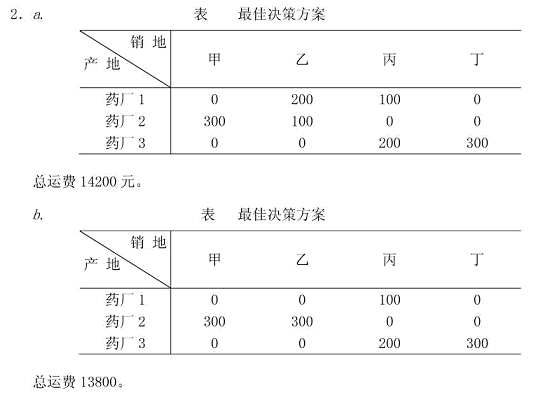 2. a. 表 最佳决策方案
销 地
产 地 甲 乙 丙 丁
药厂 1 0 200 100 0
药厂 2 300 100 0 0
药厂 3 0 0 200 300
总运费 14200 元。
b. 表 最佳决策方案
销 地
产 地 甲 乙 丙 丁
药厂 1 0 0 100 0
药厂 2 300 300 0 0
药厂 3 0 0 200 300
总运费 13800。